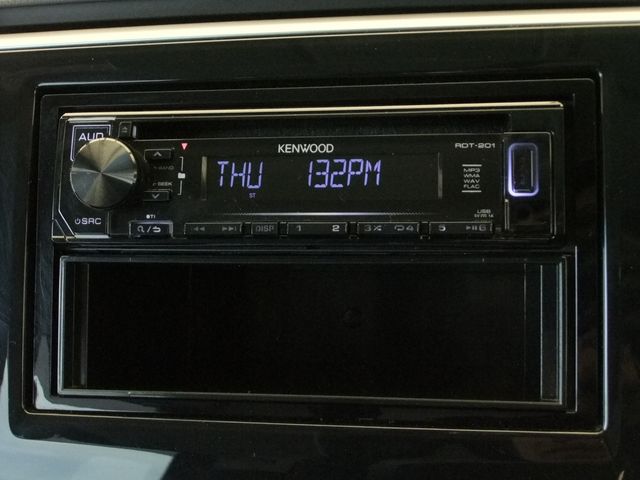 AUD
KENWOOD
RDT-201
THU 132PM
ST
MP3
WMA
WAV
FLAC
SEEK
SRC
USB
DISP 1 2 3 4 5 6